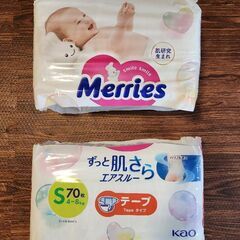 肌研究
生まれ
Merries
ずっと肌さら
エアスルー
S70枚
4~8kg
テープ
Tape タイプ
Kao